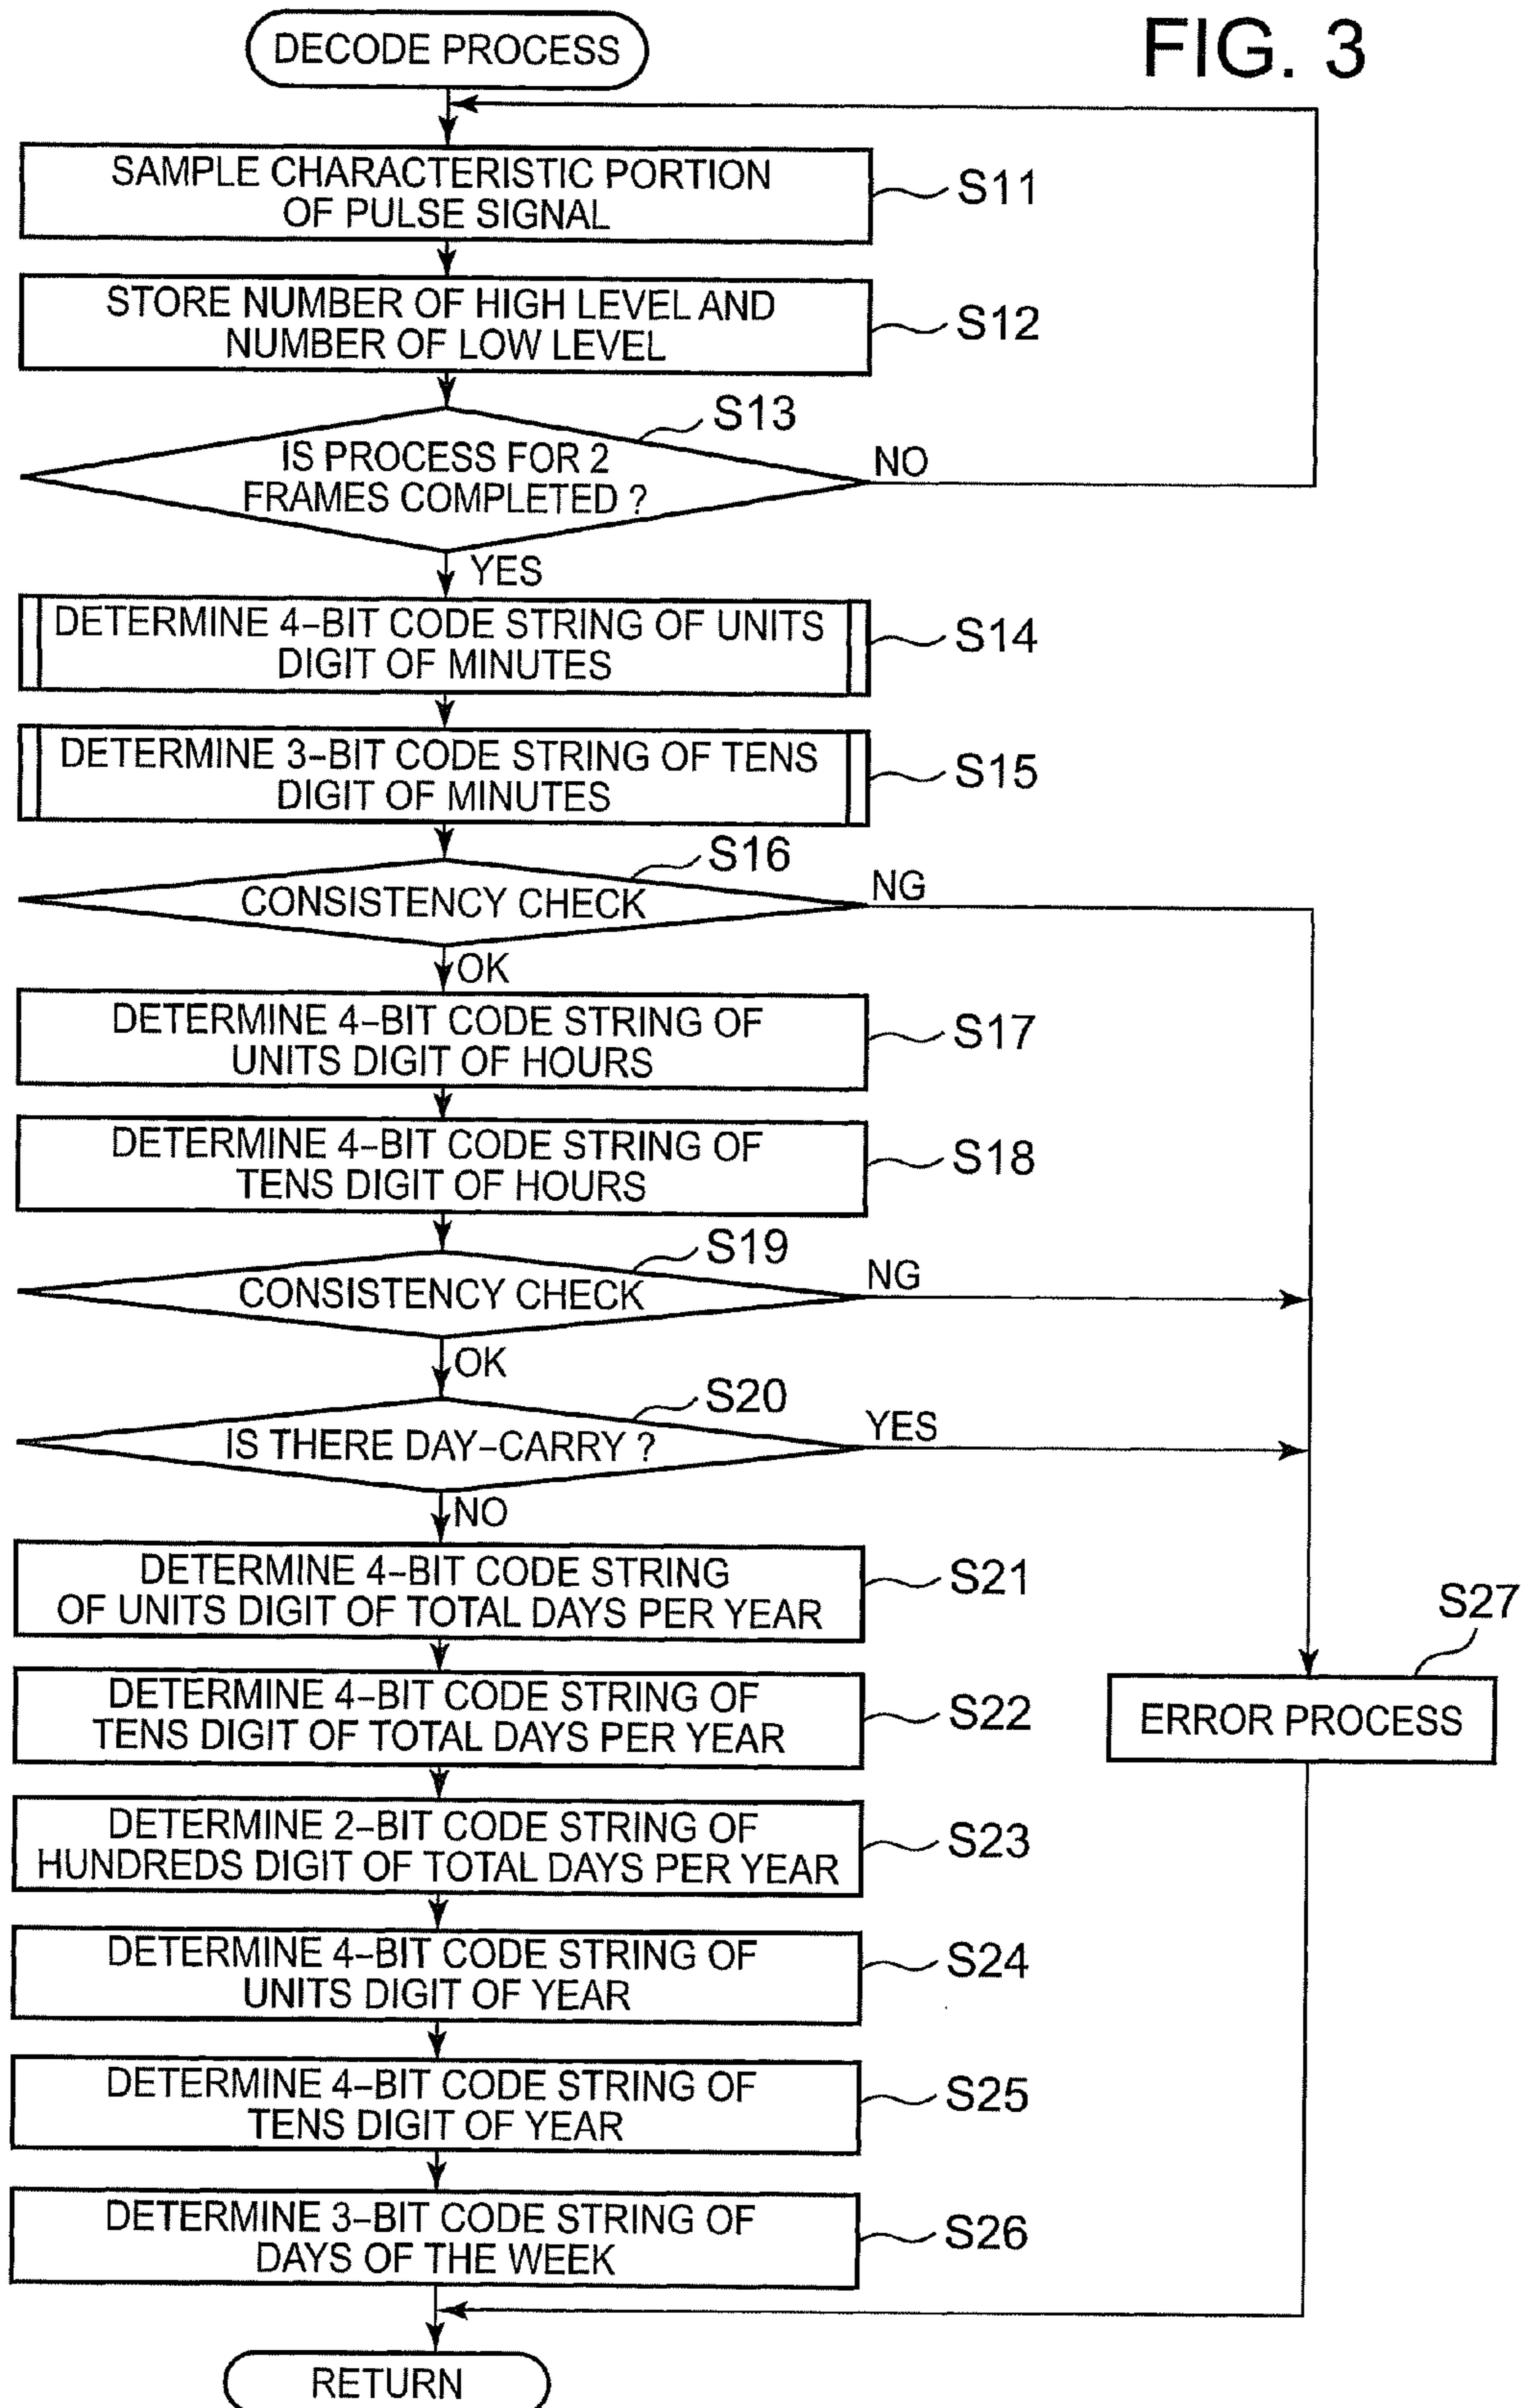 FIG. 3
DECODE PROCESS
SAMPLE CHARACTERISTIC PORTION
OF PULSE SIGNAL
S11
STORE NUMBER OF HIGH LEVEL AND
NUMBER OF LOW LEVEL
S12
S13
IS PROCESS FOR 2
FRAMES COMPLETED ?
NO
YES
DETERMINE 4-BIT CODE STRING OF UNITS
DIGIT OF MINUTES
S14
DETERMINE 3-BIT CODE STRING OF TENS
DIGIT OF MINUTES
S15
S16
CONSISTENCY CHECK
NG
OK
DETERMINE 4-BIT CODE STRING OF
UNITS DIGIT OF HOURS
S17
DETERMINE 4-BIT CODE STRING OF
TENS DIGIT OF HOURS
S18
S19
CONSISTENCY CHECK
NG
OK
S20
IS THERE DAY-CARRY ?
YES
NO
DETERMINE 4-BIT CODE STRING
OF UNITS DIGIT OF TOTAL DAYS PER YEAR
S21
DETERMINE 4-BIT CODE STRING OF
TENS DIGIT OF TOTAL DAYS PER YEAR
S22
S27
ERROR PROCESS
DETERMINE 2-BIT CODE STRING OF
HUNDREDS DIGIT OF TOTAL DAYS PER YEAR
S23
DETERMINE 4-BIT CODE STRING OF
UNITS DIGIT OF YEAR
S24
DETERMINE 4-BIT CODE STRING OF
TENS DIGIT OF YEAR
S25
DETERMINE 3-BIT CODE STRING OF
DAYS OF THE WEEK
S26
RETURN